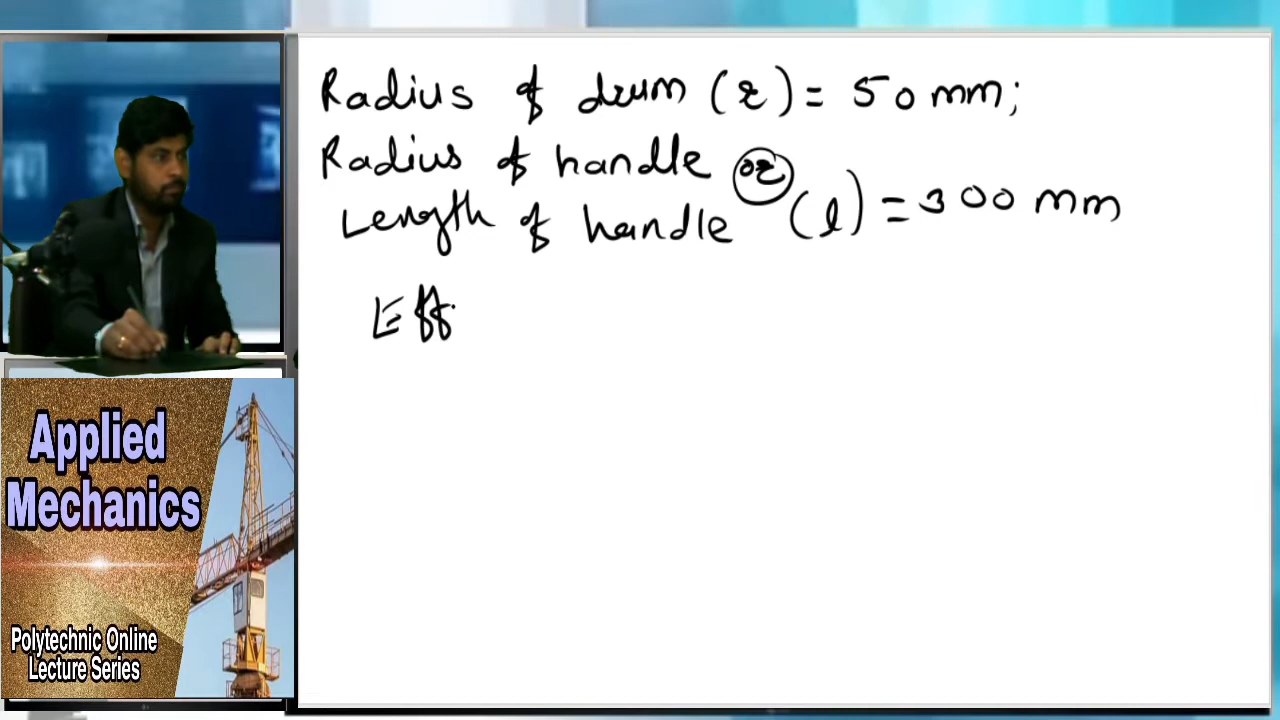 Radius of drum (r) = 50 mm;
Radius of handle or
Length of handle (l) = 300 mm
Eff
Applied
Mechanics
Polytechnic Online
Lecture Series